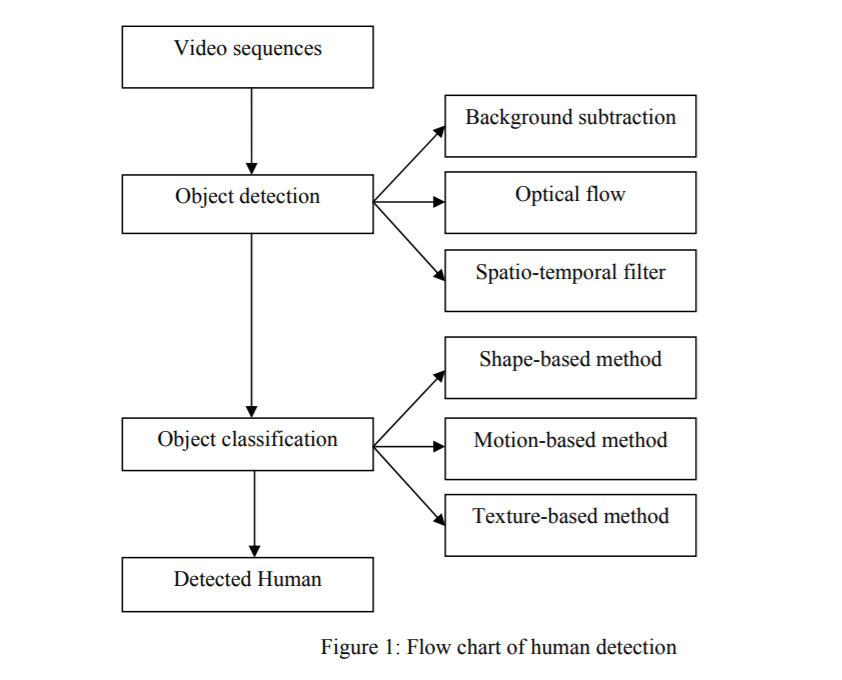 Video sequences
Background subtraction
Object detection
Optical flow
Spatio-temporal filter
Shape-based method
Object classification
Motion-based method
Texture-based method
Detected Human
Figure 1: Flow chart of human detection